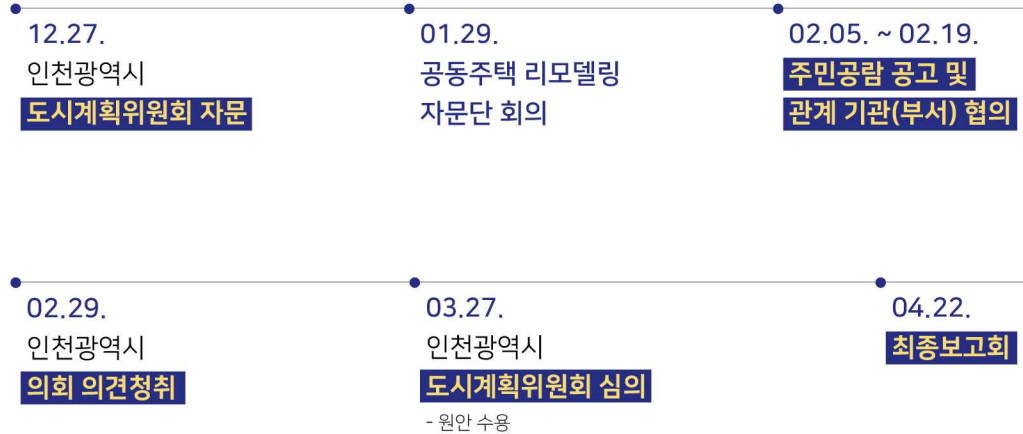 12.27.
인천광역시
도시계획위원회 자문
01.29.
공동주택 리모델링
자문단 회의
02.05. ~ 02.19.
주민공람 공고 및
관계 기관(부서) 협의
02.29.
인천광역시
의회 의견청취
03.27.
인천광역시
도시계획위원회 심의
- 원안 수용
04.22.
최종보고회